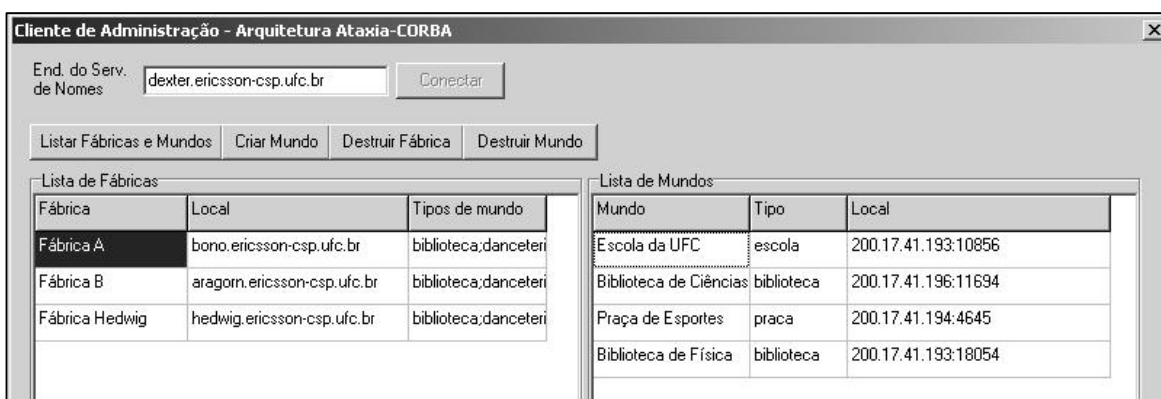 Cliente de Administração - Arquitetura Ataxia-CORBA
End. do Serv. de Nomes
dexter.ericsson-csp.ufc.br
Conectar
Listar Fábricas e Mundos Criar Mundo Destruir Fábrica Destruir Mundo
Lista de Fábricas
Fábrica Local Tipos de mundo
Fábrica A bono.ericsson-csp.ufc.br biblioteca;danceteri
Fábrica B aragorn.ericsson-csp.ufc.br biblioteca;danceteri
Fábrica Hedwig hedwig.ericsson-csp.ufc.br biblioteca;danceteri
Lista de Mundos
Mundo Tipo Local
Escola da UFC escola 200.17.41.193:10856
Biblioteca de Ciências biblioteca 200.17.41.196:11694
Praça de Esportes praca 200.17.41.194:4645
Biblioteca de Física biblioteca 200.17.41.193:18054